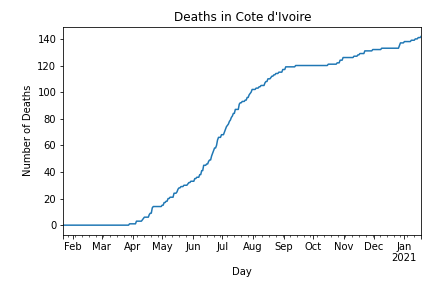 Deaths in Cote d'Ivoire
Number of Deaths
140
120
100
80
60
40
20
0
Feb Mar Apr May Jun Jul Aug Sep Oct Nov Dec Jan
2021
Day